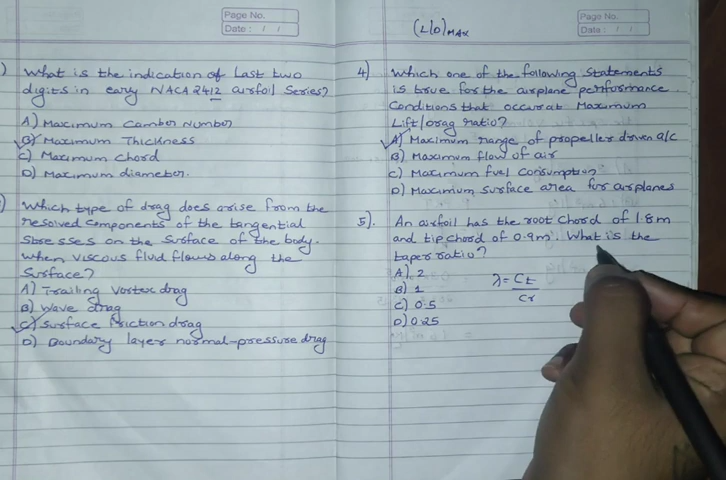 Page No.
Date: / /
) What is the indication of Last two
digits in eary NACA2412 airfoil Series?
A) Maximum Camber Number
B) Maximum Thickness
C) Maximum Chord
D) Maximum diameter.
) Which type of drag does arise from the
resolved components of the tangential
stresses on the surface of the body.
When viscous fluid flows along the
Surface?
A) Trailing Vortex drag
B) Wave drag
C) Surface friction drag
D) Boundary layer normal-pressure drag
(L/D)MAX
Page No.
Date: / /
4) Which one of the following Statements
is true for the airplane performance
Conditions that occur at Maximum
Lift/drag ratio?
A) Maximum range of propeller driven a/c
B) Maximum flow of air
C) Maximum fuel Consumption
D) Maximum surface area for airplanes
5). An airfoil has the root Chord of 1.8m
and tip chord of 0.9m. What is the
taper ratio?
A) 2
B) 1
C) 0.5
D) 0.25
λ = Ct
Cr